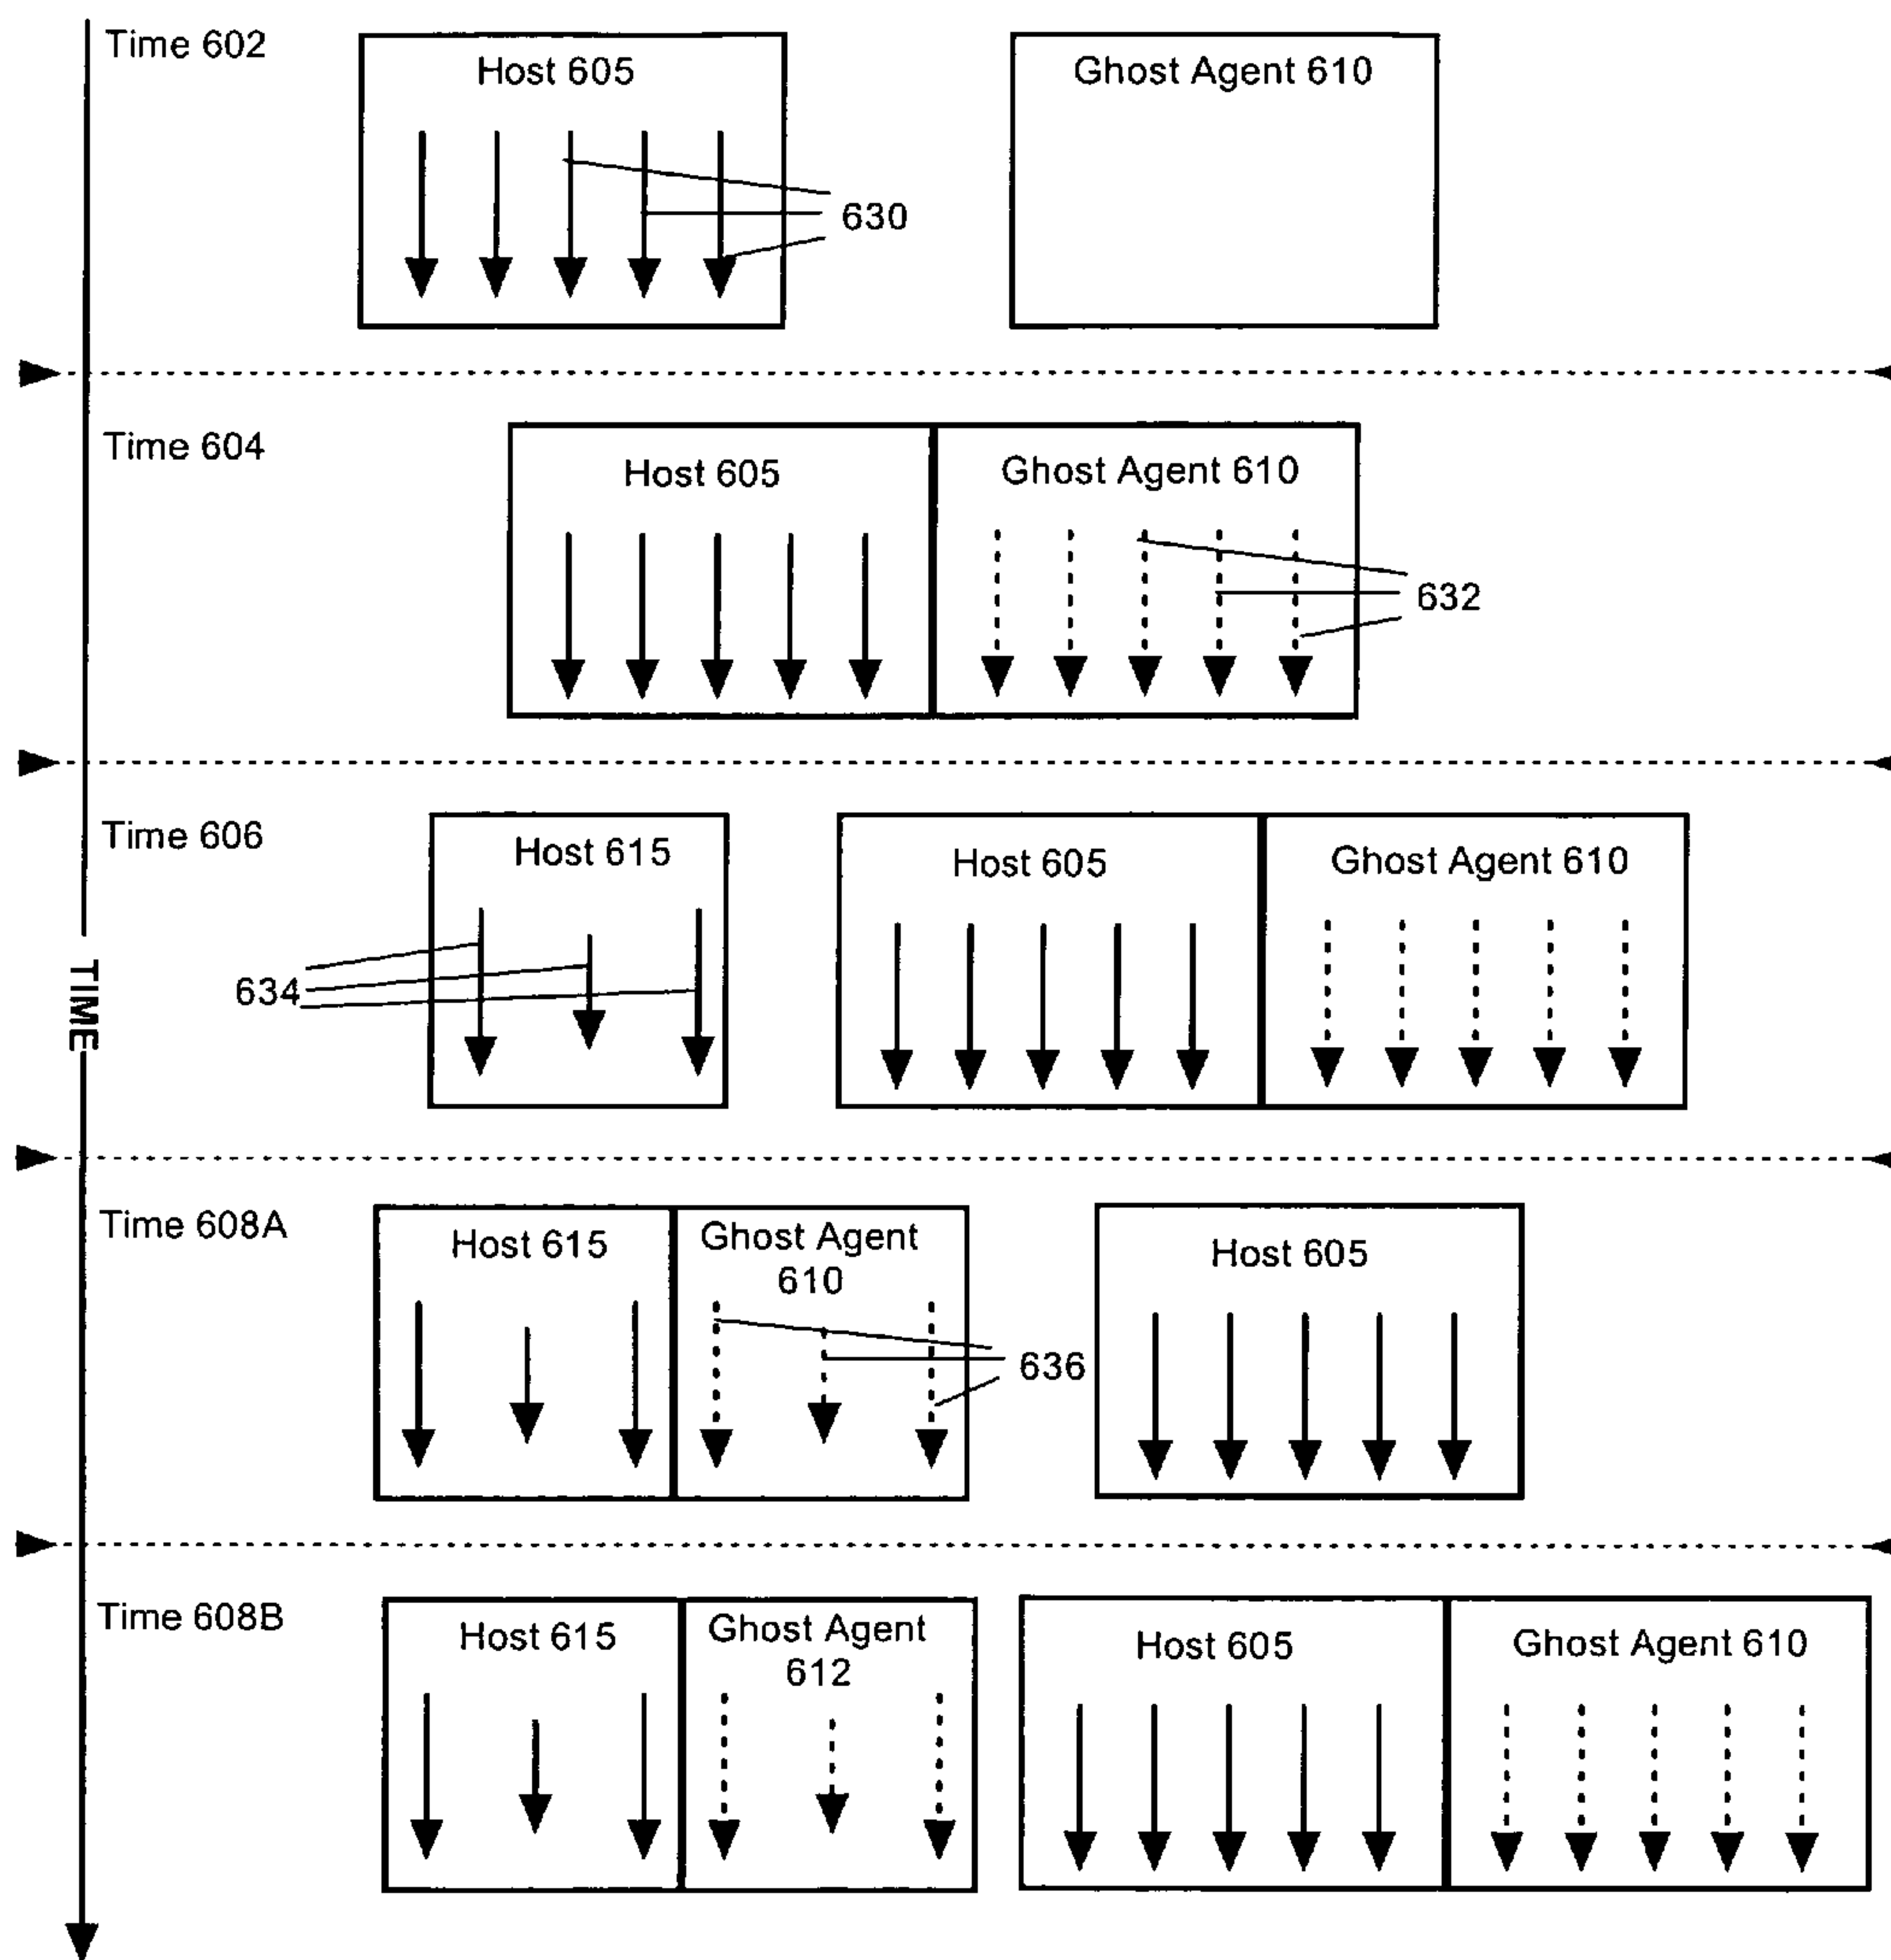 Time 602
Host 605
Ghost Agent 610
630
Time 604
Host 605
Ghost Agent 610
632
Time 606
Host 615
Host 605
Ghost Agent 610
634
TIME
Time 608A
Host 615
Ghost Agent
610
Host 605
636
Time 608B
Host 615
Ghost Agent
612
Host 605
Ghost Agent 610